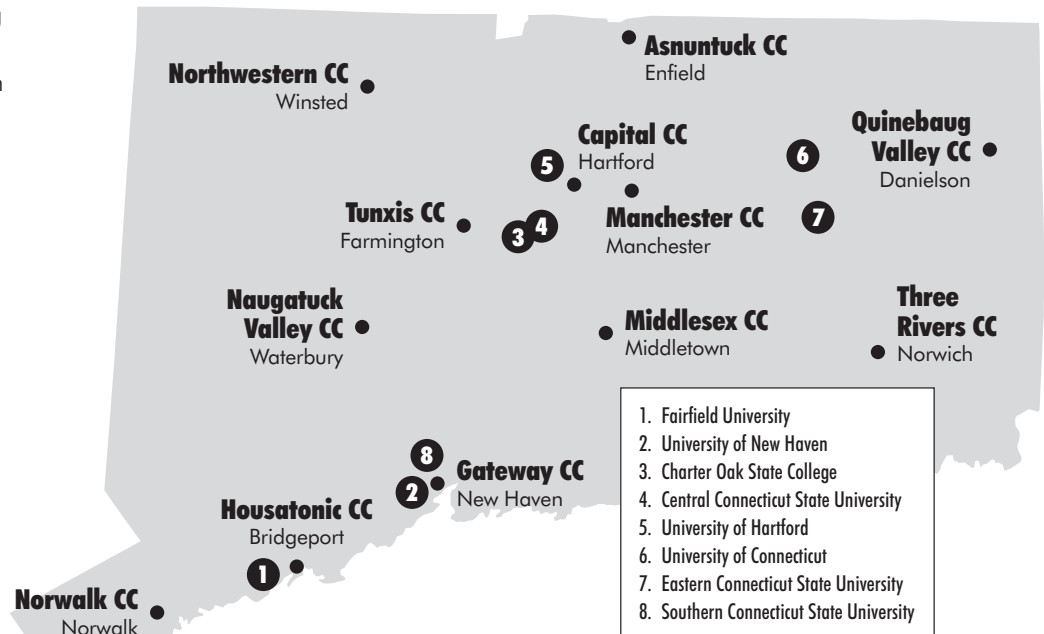 Asnuntuck CC
Enfield
Northwestern CC
Winsted
Capital CC
Hartford
Quinebaug
Valley CC
Danielson
5
6
Tunxis CC
Farmington
3
4
Manchester CC
Manchester
7
Naugatuck
Valley CC
Waterbury
Middlesex CC
Middletown
Three
Rivers CC
Norwich
8
2
Gateway CC
New Haven
Housatonic CC
Bridgeport
1
Norwalk CC
Norwalk
1. Fairfield University
2. University of New Haven
3. Charter Oak State College
4. Central Connecticut State University
5. University of Hartford
6. University of Connecticut
7. Eastern Connecticut State University
8. Southern Connecticut State University